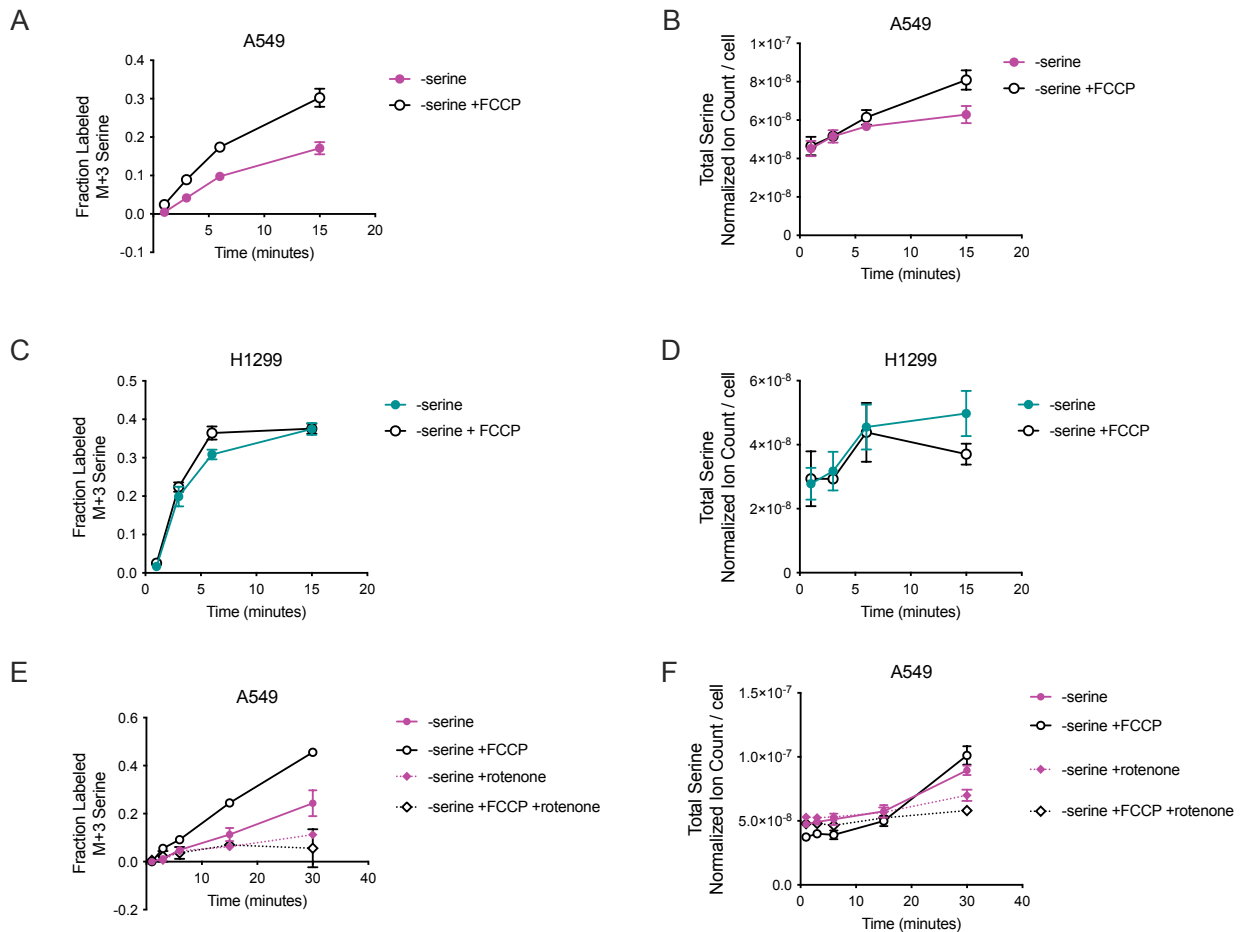 A
A549
Fraction Labeled
M+3 Serine
0.4
0.3
0.2
0.1
0.0
-0.1
5
10
15
20
Time (minutes)
-serine
-serine +FCCP
B
A549
Total Serine
Normalized Ion Count / cell
1×10-7
8×10-8
6×10-8
4×10-8
2×10-8
0
0
5
10
15
20
Time (minutes)
-serine
-serine +FCCP
C
H1299
Fraction Labeled
M+3 Serine
0.5
0.4
0.3
0.2
0.1
0.0
0
5
10
15
20
Time (minutes)
-serine
-serine + FCCP
D
H1299
Total Serine
Normalized Ion Count / cell
6×10-8
4×10-8
2×10-8
0
0
5
10
15
20
Time (minutes)
-serine
-serine +FCCP
E
A549
Fraction Labeled
M+3 Serine
0.6
0.4
0.2
0.0
-0.2
10
20
30
40
Time (minutes)
-serine
-serine +FCCP
-serine +rotenone
-serine +FCCP +rotenone
F
A549
Total Serine
Normalized Ion Count / cell
1.5×10-7
1.0×10-7
5.0×10-8
0.0
0
10
20
30
40
Time (minutes)
-serine
-serine +FCCP
-serine +rotenone
-serine +FCCP +rotenone